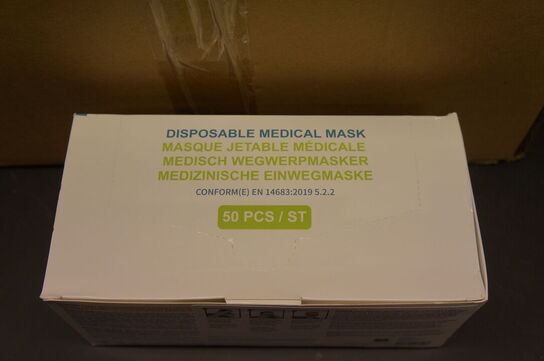 DISPOSABLE MEDICAL MASK
MASQUE JETABLE MÉDICALE
MEDISCH WEGWERPMASKER
MEDIZINISCHE EINWEGMASKE
CONFORM(E) EN 14683:2019 5.2.2
50 PCS / ST